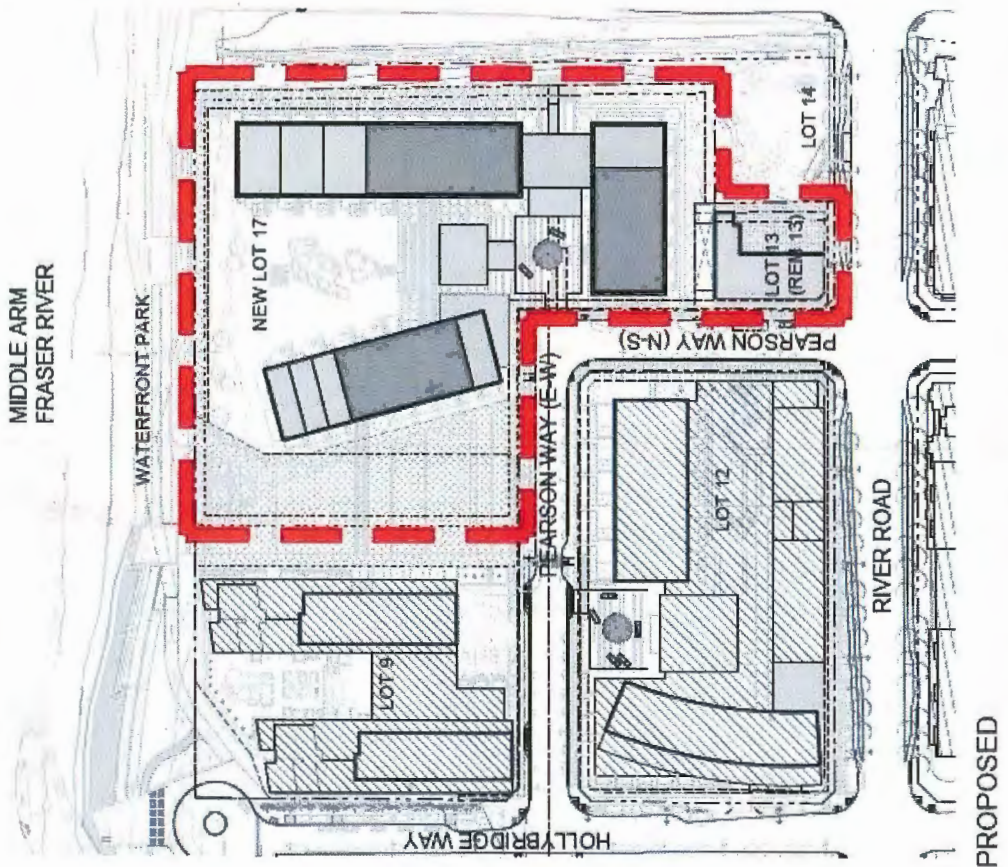 MIDDLE ARM
FRASER RIVER
WATERFRONT PARK
NEW LOT 17
LOT 14
LOT 13
(REM 13)
PEARSON WAY (N-S)
PEARSON WAY (E-W)
LOT 9
LOT 12
RIVER ROAD
HOLLYBRIDGE WAY
PROPOSED